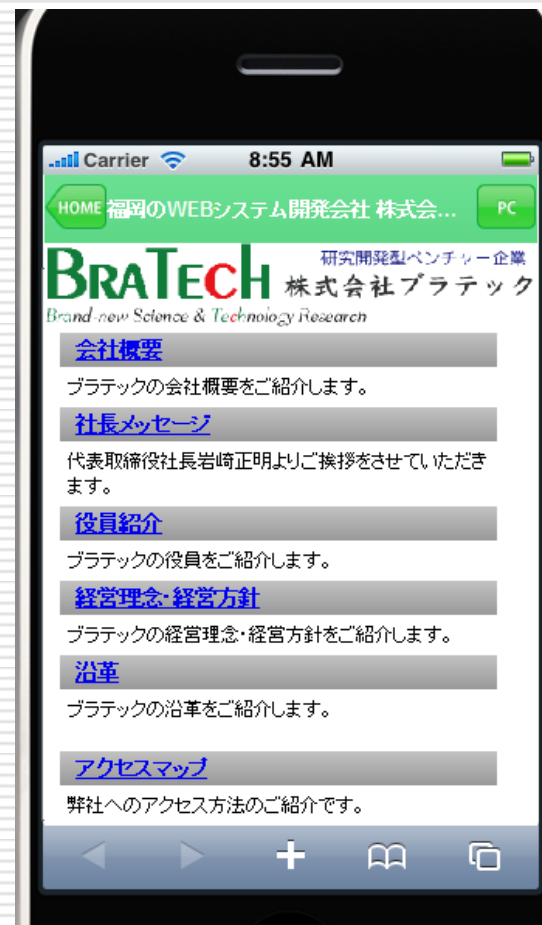 Carrier 8:55 AM
HOME 福岡のWEBシステム開発会社 株式会... PC
研究開発型ベンチャー企業
BRATECH 株式会社ブラテック
Brand-new Science & Technology Research
会社概要
ブラテックの会社概要をご紹介します。
社長メッセージ
代表取締役社長岩崎正明よりご挨拶をさせていただき
ます。
役員紹介
ブラテックの役員をご紹介します。
経営理念・経営方針
ブラテックの経営理念・経営方針をご紹介します。
沿革
ブラテックの沿革をご紹介します。
アクセスマップ
弊社へのアクセス方法のご紹介です。